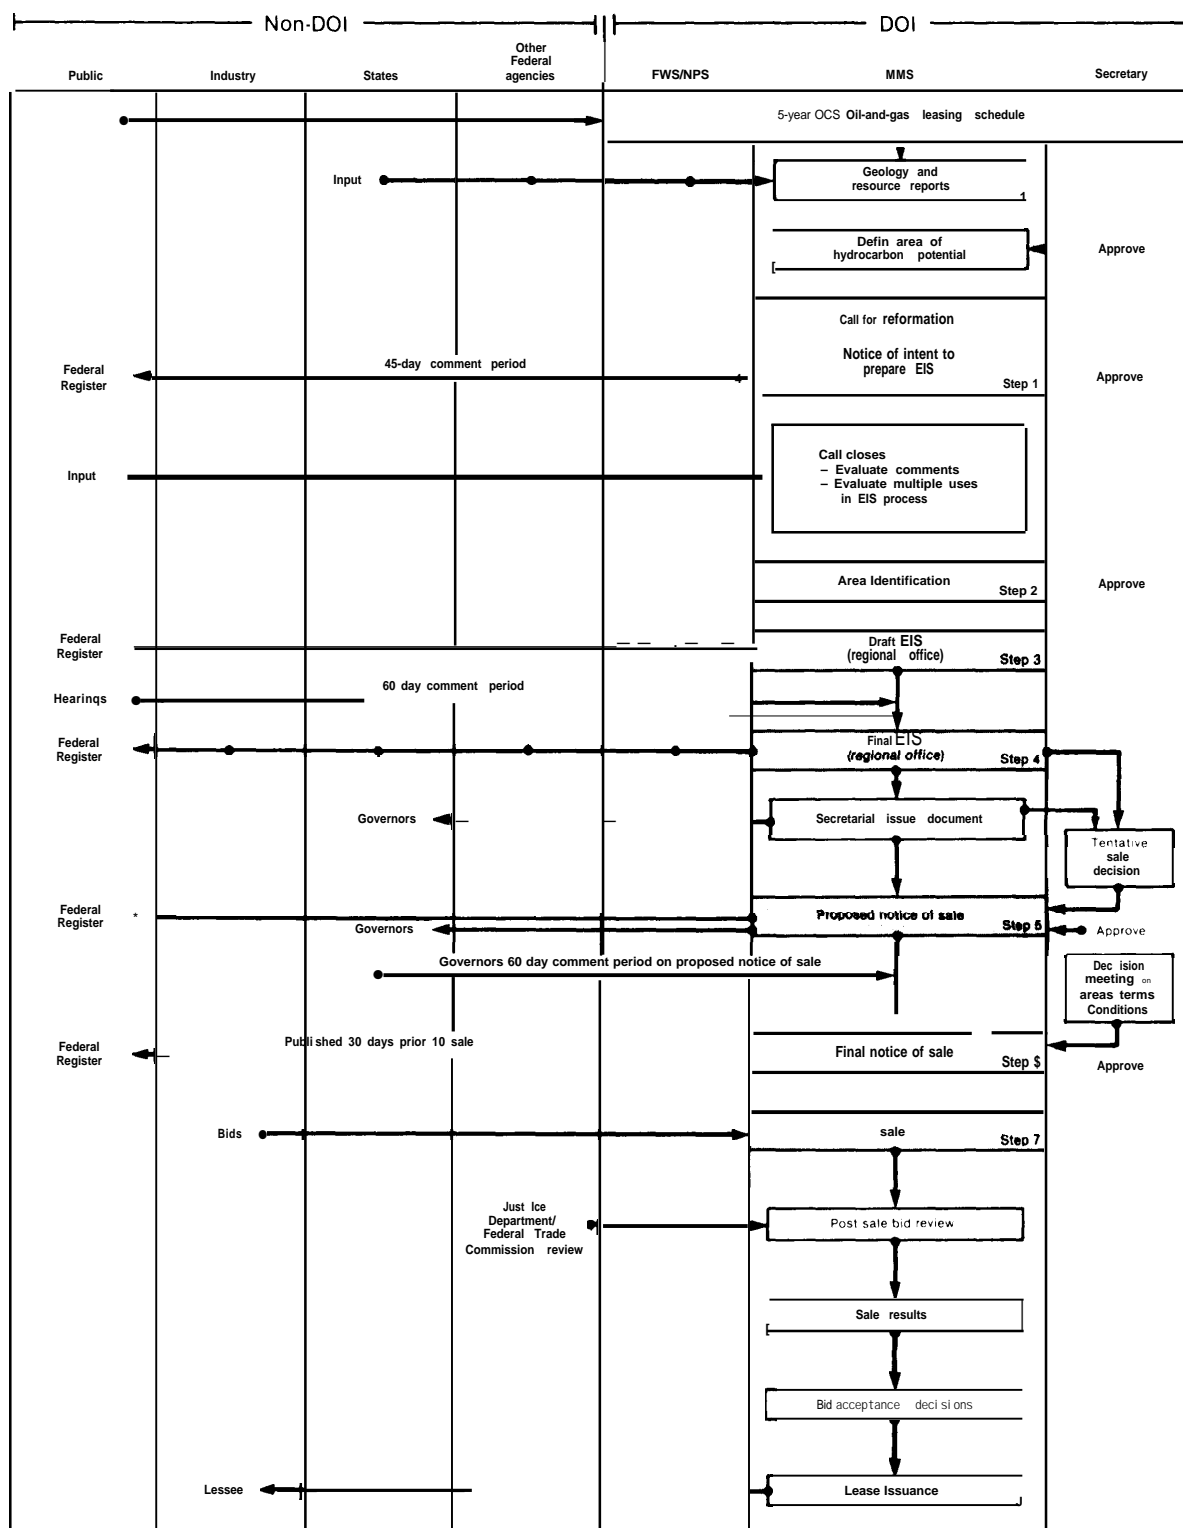 Non-DOI
DOI
Public
Industry
States
Other
Federal
agencies
FWS/NPS
MMS
Secretary
5-year OCS Oil-and-gas leasing schedule
Input
Geology and
resource reports
1
Defin area of
hydrocarbon potential
Approve
Call for reformation
Federal
Register
45-day comment period
Notice of intent to
prepare EIS
Step 1
Approve
Input
Call closes
– Evaluate comments
– Evaluate multiple uses
in EIS process
Area Identification
Step 2
Approve
Federal
Register
Draft EIS
(regional office)
Step 3
Hearinqs
60 day comment period
Federal
Register
Final EIS
(regional office)
Step 4
Governors
Secretarial issue document
Tentative
sale
decision
Federal
Register
*
Governors
Proposed notice of sale
Step 5
Approve
Governors 60 day comment period on proposed notice of sale
Dec ision
meeting on
areas terms
Conditions
Federal
Register
Publi shed 30 days prior 10 sale
Final notice of sale
Step $
Approve
Bids
sale
Step 7
Just Ice
Department/
Federal Trade
Commission review
Post sale bid review
Sale results
Bid acceptance deci si ons
Lessee
Lease Issuance